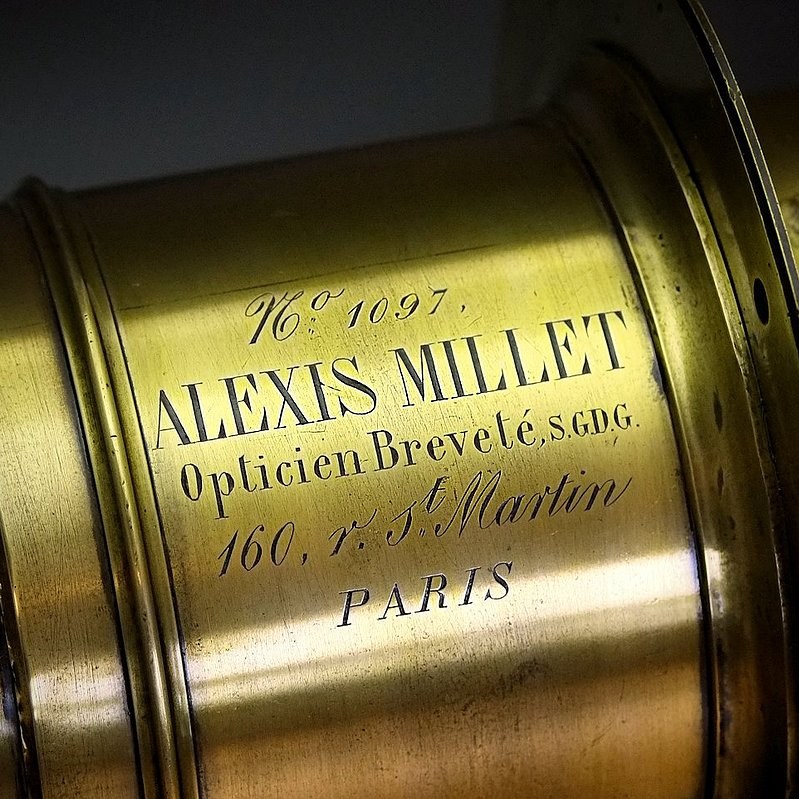 No. 1097.
ALEXIS MILLET
Opticien-Breveté, S.G.D.G.
160, r. St. Martin
PARIS